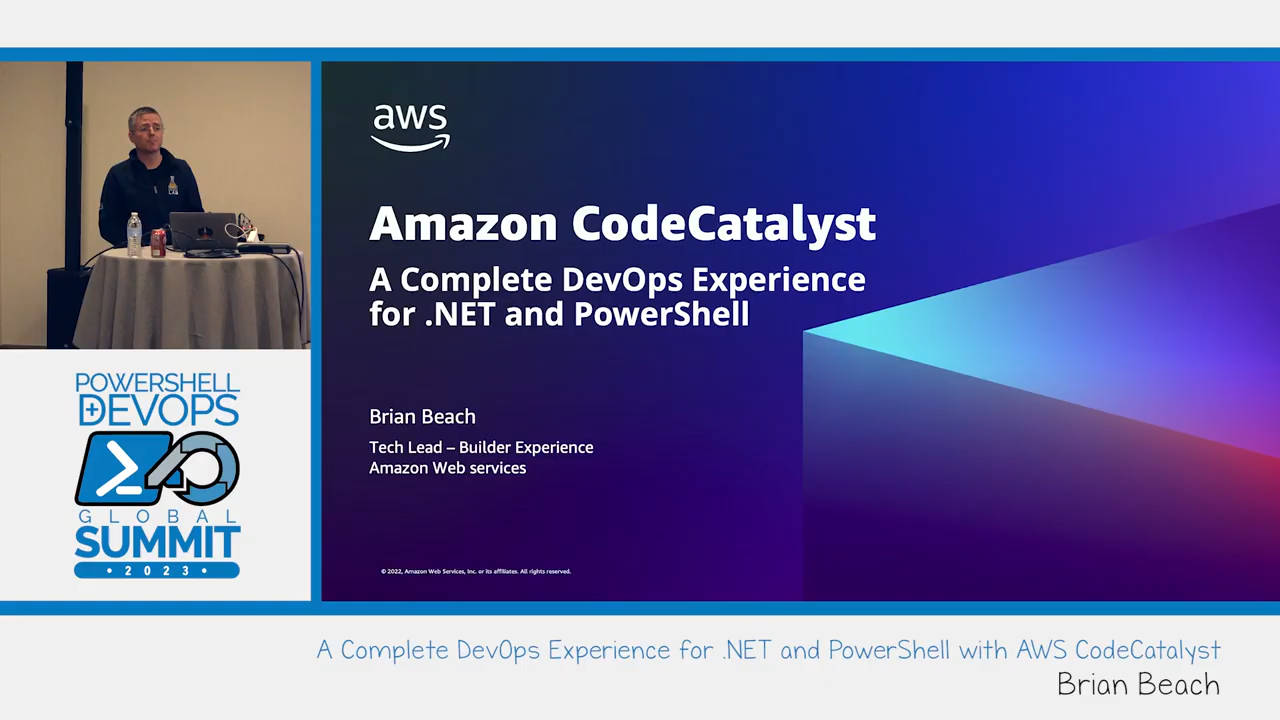 aws
Amazon CodeCatalyst
A Complete DevOps Experience
for .NET and PowerShell
Brian Beach
Tech Lead – Builder Experience
Amazon Web services
© 2022, Amazon Web Services, Inc. or its affiliates. All rights reserved.
LAB
POWERSHELL
+DEVOPS
GLOBAL
SUMMIT
• 2023 •
A Complete DevOps Experience for .NET and PowerShell with AWS CodeCatalyst
Brian Beach